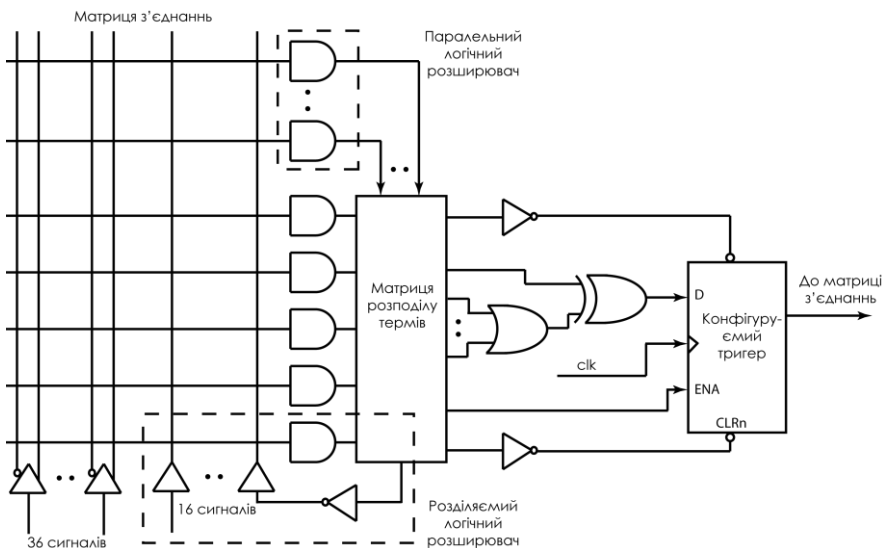 Матриця з’єднань
Паралельний
логічний
розширювач
Матриця
розподілу
термів
До матриці
з’єднань
D
Конфігуру-
ємий
тригер
clk
ENA
CLRn
16 сигналів
36 сигналів
Розділяємий
логічний
розширювач